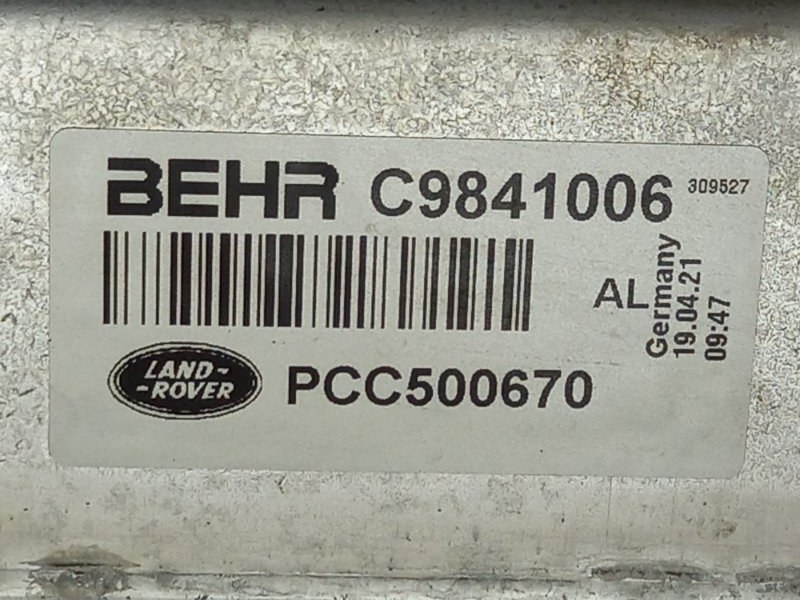 BEHR C9841006 309527
AL
Germany
19.04.21
09:47
LAND-
-ROVER
PCC500670